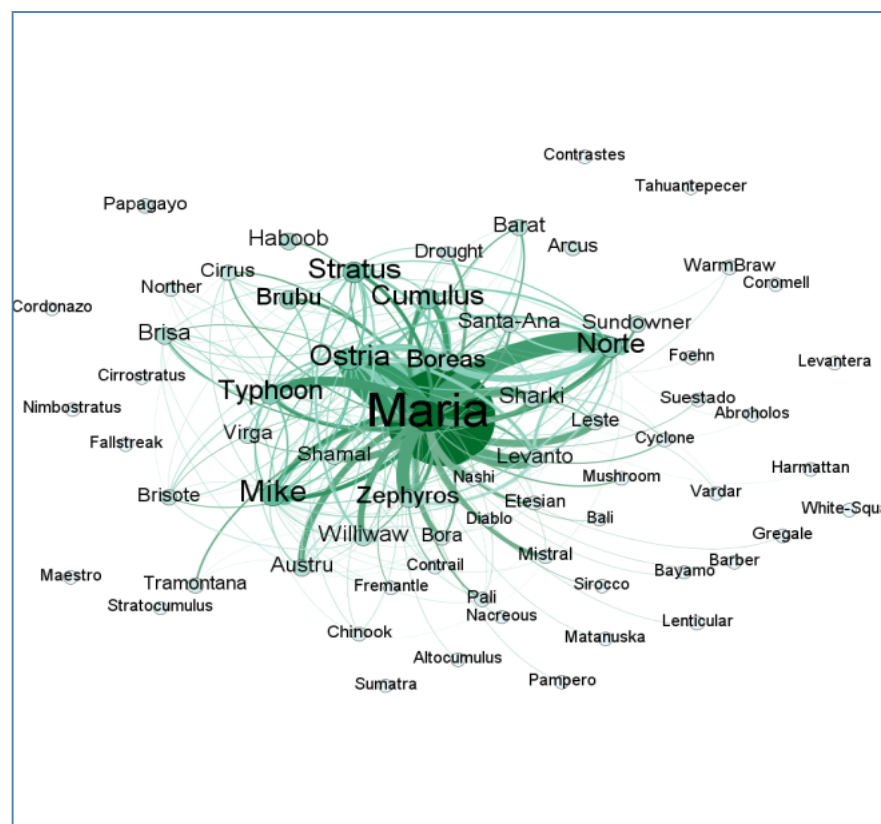 Contrastes
Tahuantepecer
Papagayo
Barat
Haboob
Drought
Arcus
Cirrus
Stratus
WarmBraw
Norther
Brubu
Cumulus
Coromell
Cordonazo
Santa-Ana
Sundowner
Brisa
Ostria
Boreas
Norte
Foehn
Levantera
Cirrostratus
Typhoon
Sharki
Suestado
Nimbostratus
Maria
Abroholos
Fallstreak
Virga
Leste
Cyclone
Shamal
Levanto
Harmattan
Brisote
Mike
Zephyros
Nashi
Mushroom
Vardar
Etesian
White-Squa
Diablo
Bali
Williwaw
Bora
Gregale
Mistral
Barber
Maestro
Austru
Contrail
Bayamo
Tramontana
Fremantle
Sirocco
Stratocumulus
Pali
Nacreous
Lenticular
Chinook
Matanuska
Altocumulus
Sumatra
Pampero